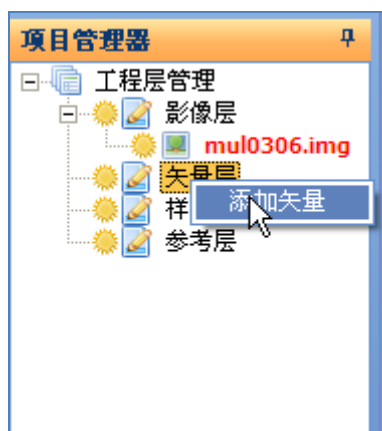 项目管理器
工程层管理
影像层
mul0306.img
矢量层
添加矢量
样
参考层